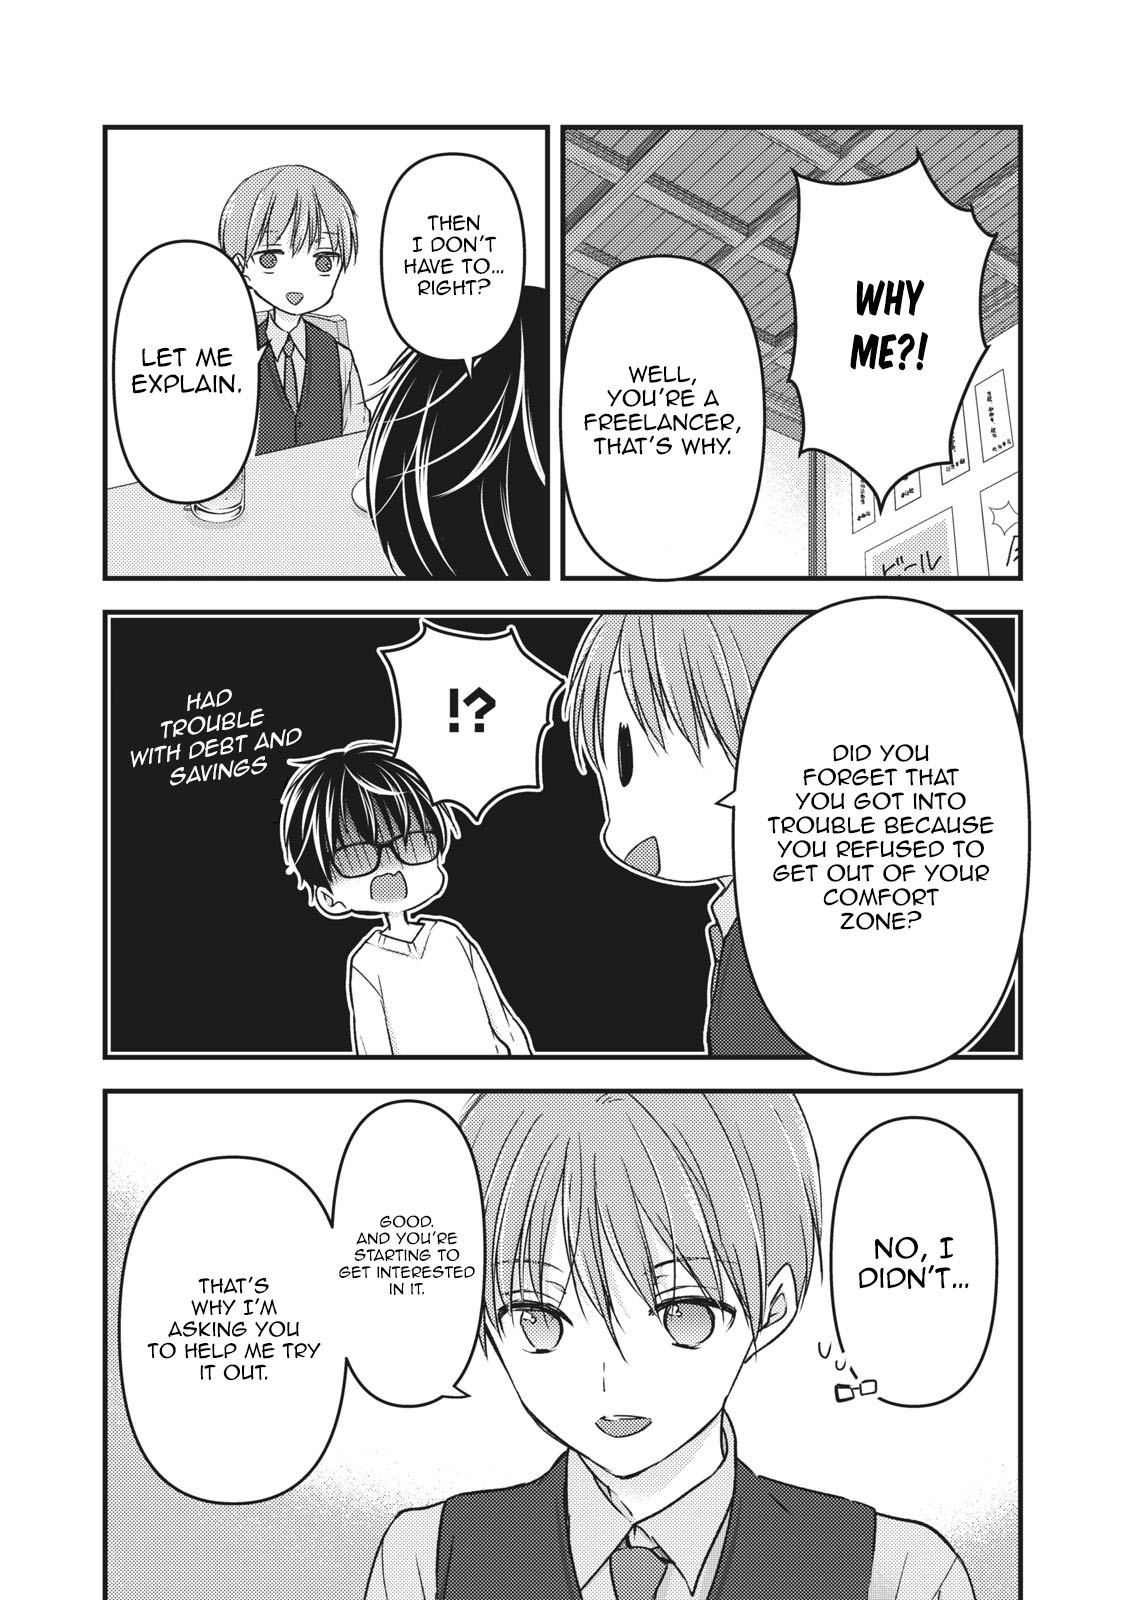 WHY
ME?!
WELL,
YOU'RE A
FREELANCER,
THAT'S WHY.
ビール
THEN
I DON'T
HAVE TO...
RIGHT?
LET ME
EXPLAIN.
DID YOU
FORGET THAT
YOU GOT INTO
TROUBLE BECAUSE
YOU REFUSED TO
GET OUT OF YOUR
COMFORT
ZONE?
!?
HAD
TROUBLE
WITH DEBT AND
SAVINGS
NO, I
DIDN'T...
GOOD.
AND YOU'RE
STARTING TO
GET INTERESTED
IN IT.
THAT'S
WHY I'M
ASKING YOU
TO HELP ME TRY
IT OUT.